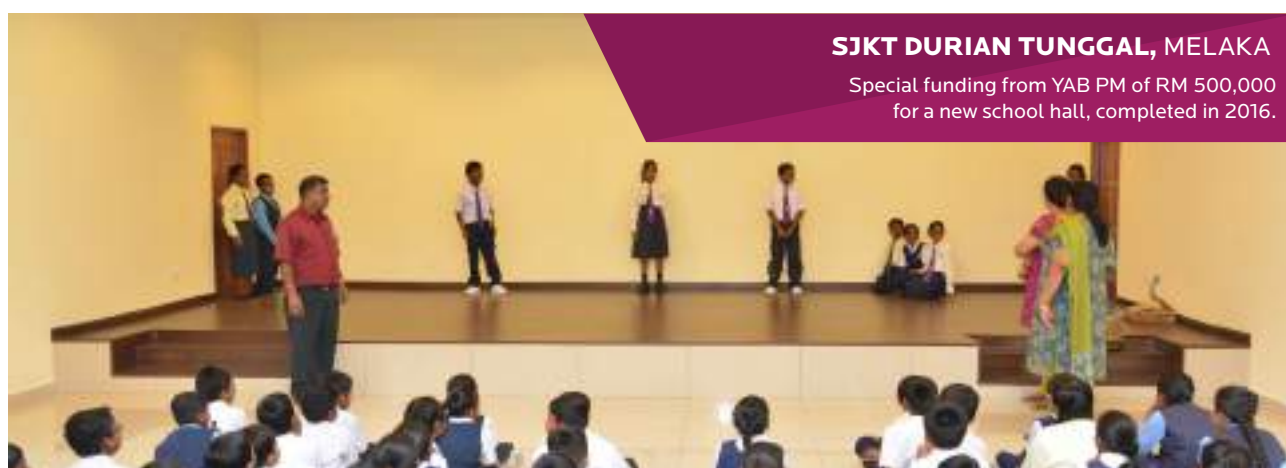 SJKT DURIAN TUNGGAL, MELAKA
Special funding from YAB PM of RM 500,000
for a new school hall, completed in 2016.